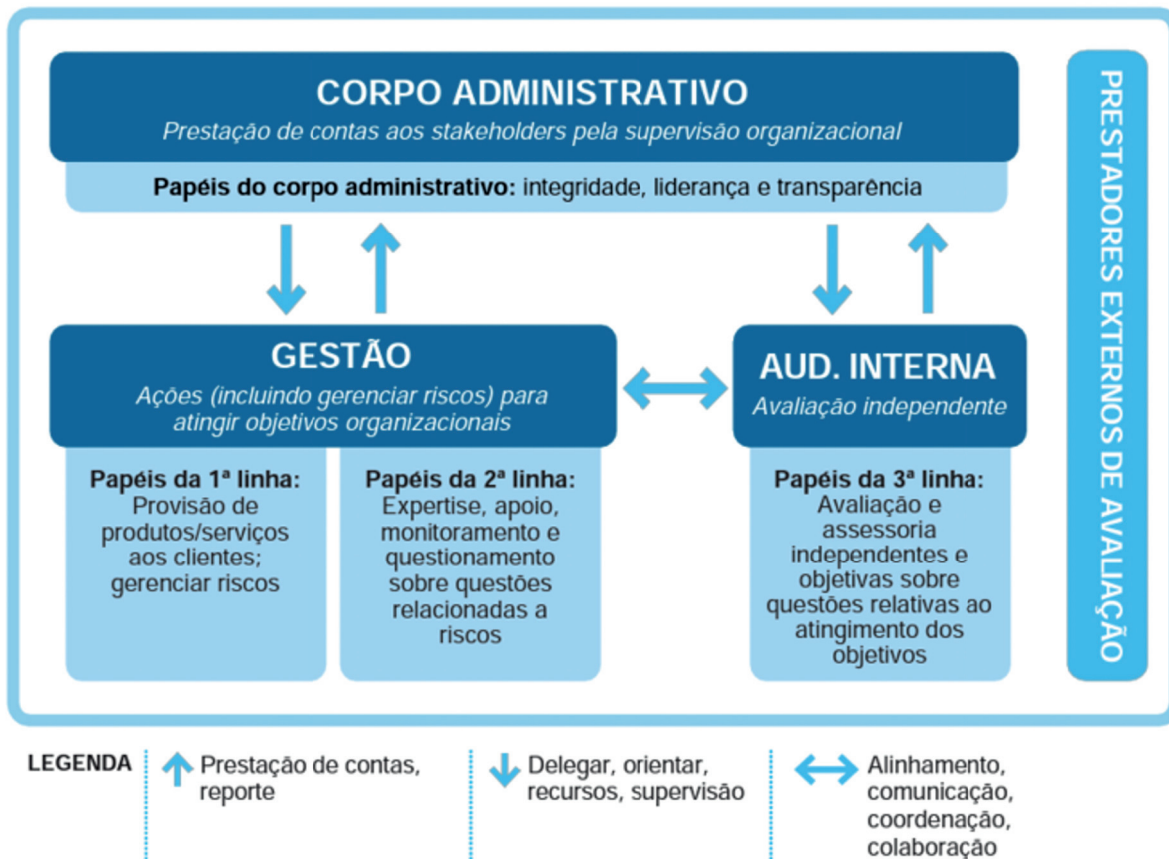 CORPO ADMINISTRATIVO
Prestação de contas aos stakeholders pela supervisão organizacional
Papéis do corpo administrativo: integridade, liderança e transparência
GESTÃO
Ações (incluindo gerenciar riscos) para
atingir objetivos organizacionais
Papéis da 1ª linha:
Provisão de
produtos/serviços
aos clientes;
gerenciar riscos
Papéis da 2ª linha:
Expertise, apoio,
monitoramento e
questionamento
sobre questões
relacionadas a
riscos
AUD. INTERNA
Avaliação independente
Papéis da 3ª linha:
Avaliação e
assessoria
independentes e
objetivas sobre
questões relativas ao
atingimento dos
objetivos
PRESTADORES EXTERNOS DE AVALIAÇÃO
LEGENDA
Prestação de contas,
reporte
Delegar, orientar,
recursos, supervisão
Alinhamento,
comunicação,
coordenação,
colaboração